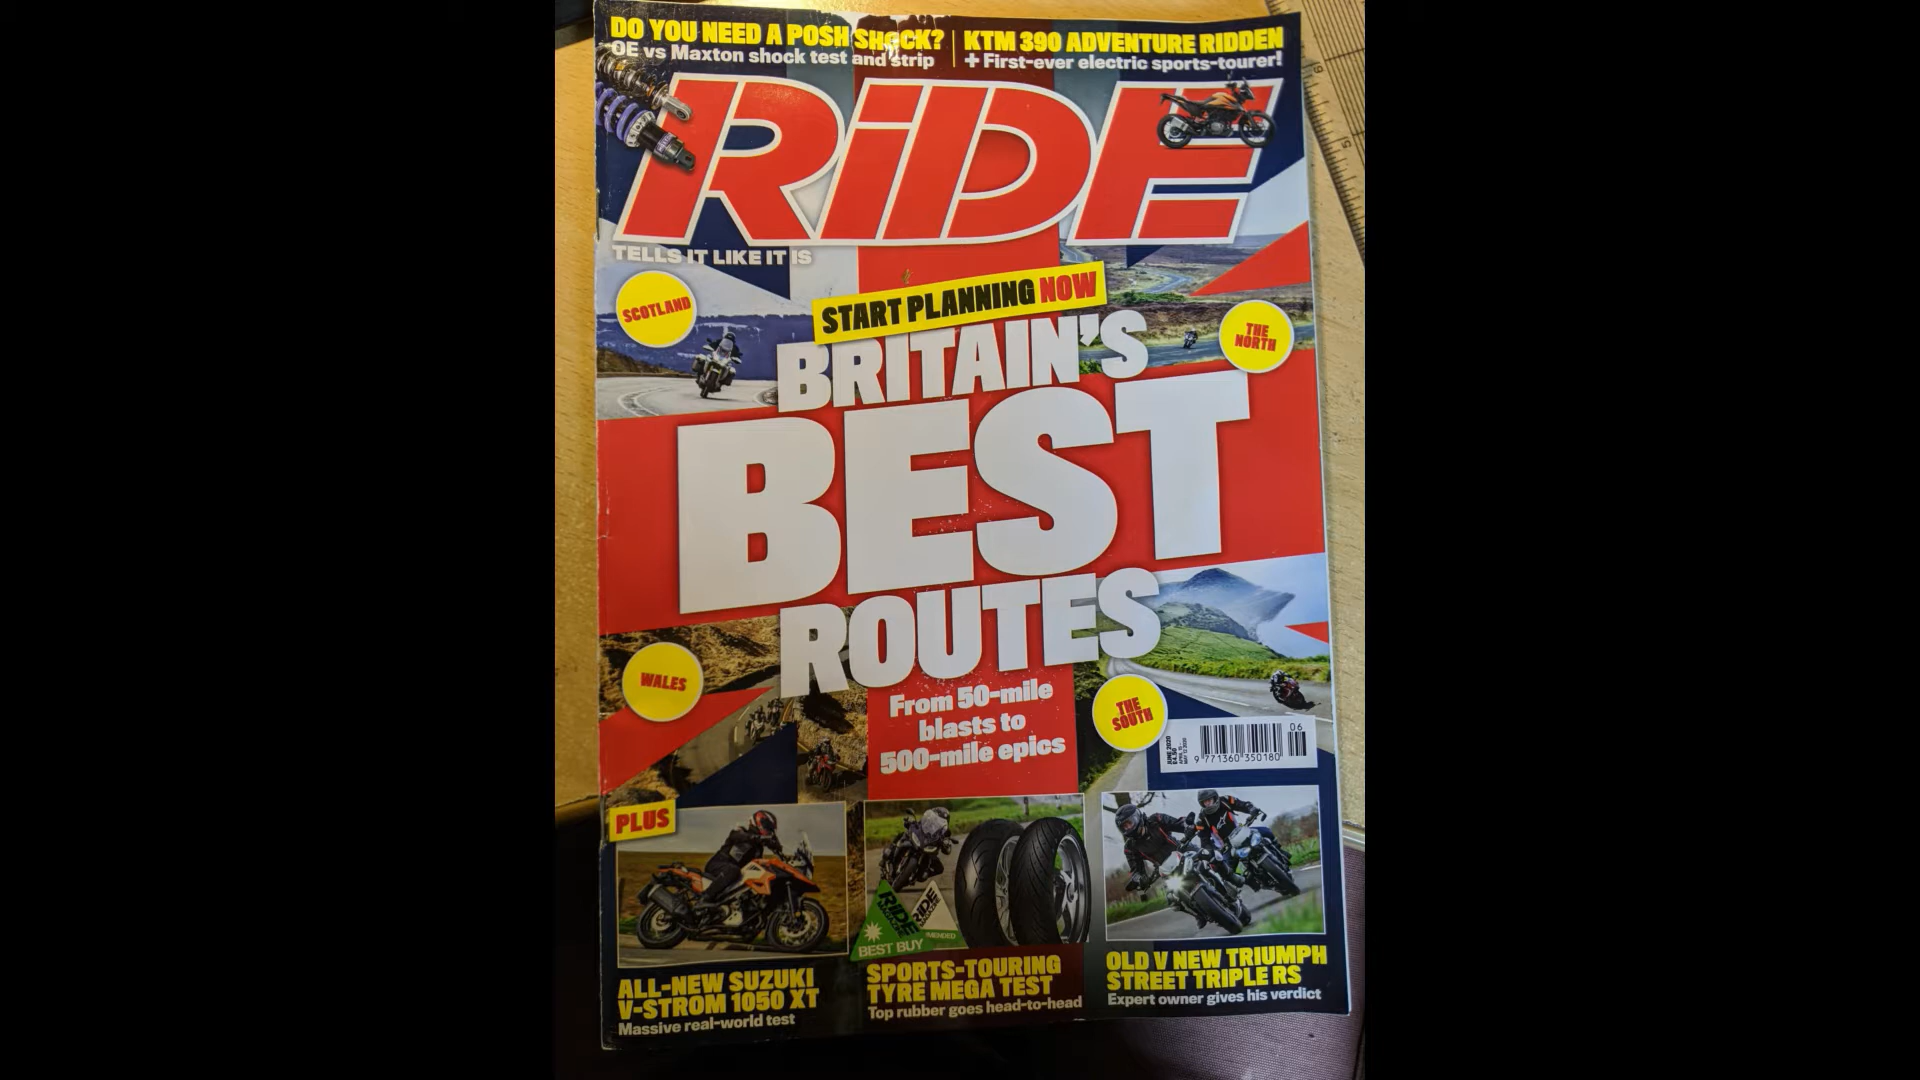 DO YOU NEED A POSH SHOCK?
OE vs Maxton shock test and strip
KTM 390 ADVENTURE RIDDEN
+ First-ever electric sports-tourer!
RiDE
TELLS IT LIKE IT IS
SCOTLAND
START PLANNING NOW
THE
NORTH
BRITAIN'S
BEST
ROUTES
From 50-mile
blasts to
500-mile epics
WALES
THE
SOUTH
JUNE 2020
£4.50
06
9 771360 350180
PLUS
RiDE
RiDE
BEST BUY
ALL-NEW SUZUKI
V-STROM 1050 XT
Massive real-world test
SPORTS-TOURING
TYRE MEGA TEST
Top rubber goes head-to-head
OLD V NEW TRIUMPH
STREET TRIPLE RS
Expert owner gives his verdict